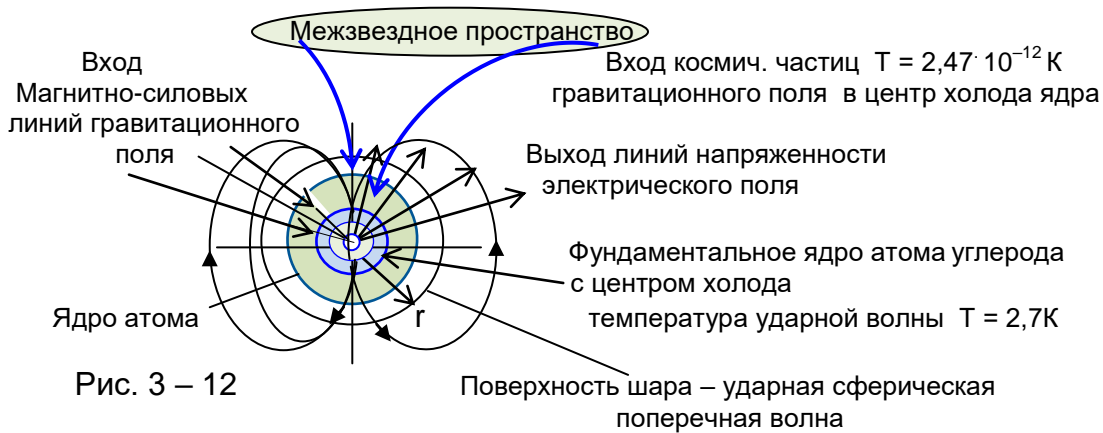 Межзвездное пространство
Вход
Магнитно-силовых
линий гравитационного
поля
Вход космич. частиц T = 2,47· 10⁻¹² К
гравитационного поля в центр холода ядра
Выход линий напряженности
электрического поля
Фундаментальное ядро атома углерода
с центром холода
Ядро атома
r
температура ударной волны T = 2,7К
Рис. 3 – 12
Поверхность шара – ударная сферическая
поперечная волна